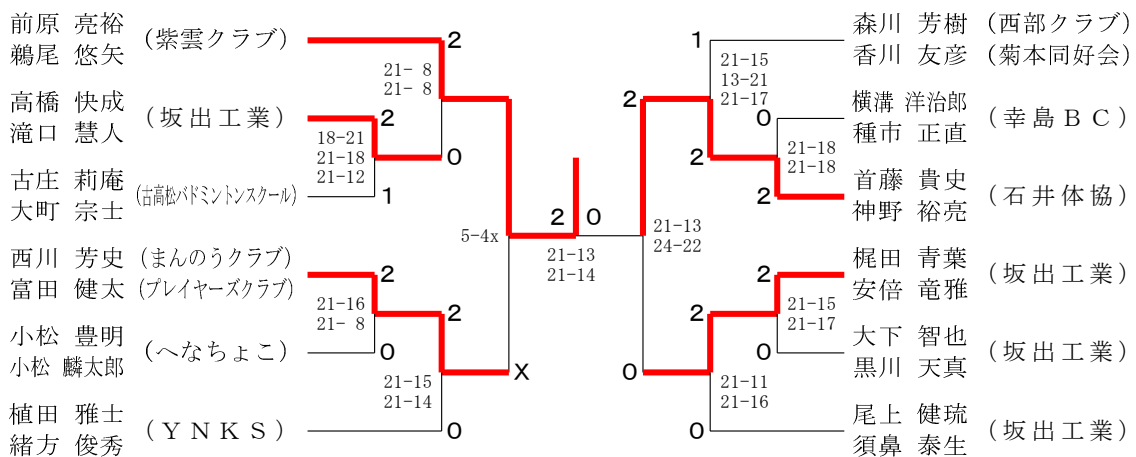 前原 亮裕
鵜尾 悠矢
(紫雲クラブ)
2
21- 8
21- 8
高橋 快成
滝口 慧人
(坂出工業)
2
18-21
21-18
21-12
0
古庄 莉庵
大町 宗士
(古高松バドミントンスクール)
1
5-4x
2
0
21-13
21-14
西川 芳史 (まんのうクラブ)
富田 健太 (プレイヤーズクラブ)
2
21-16
21- 8
2
小松 豊明
小松 麟太郎
(へなちょこ)
0
X
21-15
21-14
植田 雅士
緒方 俊秀
(YNKS)
0
森川 芳樹 (西部クラブ)
香川 友彦 (菊本同好会)
1
21-15
13-21
21-17
2
横溝 洋治郎
種市 正直
(幸島BC)
0
21-18
21-18
2
首藤 貴史
神野 裕亮
(石井体協)
2
21-13
24-22
梶田 青葉
安倍 竜雅
(坂出工業)
2
21-15
21-17
2
大下 智也
黒川 天真
(坂出工業)
0
0
21-11
21-16
尾上 健琉
須鼻 泰生
(坂出工業)
0